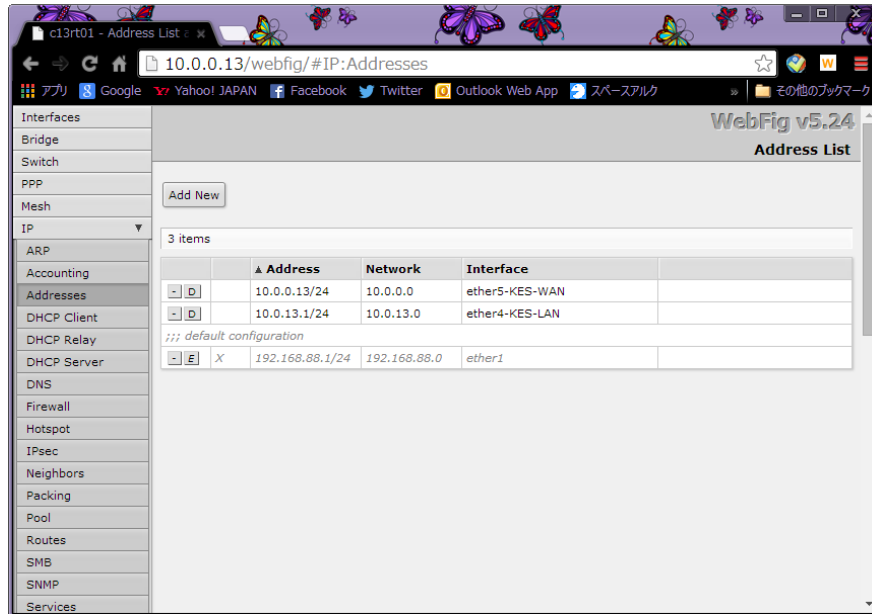 c13rt01 - Address List a
10.0.0.13/webfig/#IP:Addresses
アプリ Google Yahoo! JAPAN Facebook Twitter Outlook Web App スペースアルク » その他のブックマーク
WebFig v5.24
Address List
Interfaces
Bridge
Switch
PPP
Mesh
IP ▼
ARP
Accounting
Addresses
DHCP Client
DHCP Relay
DHCP Server
DNS
Firewall
Hotspot
IPsec
Neighbors
Packing
Pool
Routes
SMB
SNMP
Services
Add New
3 items
▲ Address Network Interface
- D 10.0.0.13/24 10.0.0.0 ether5-KES-WAN
- D 10.0.13.1/24 10.0.13.0 ether4-KES-LAN
;;; default configuration
- E X 192.168.88.1/24 192.168.88.0 ether1